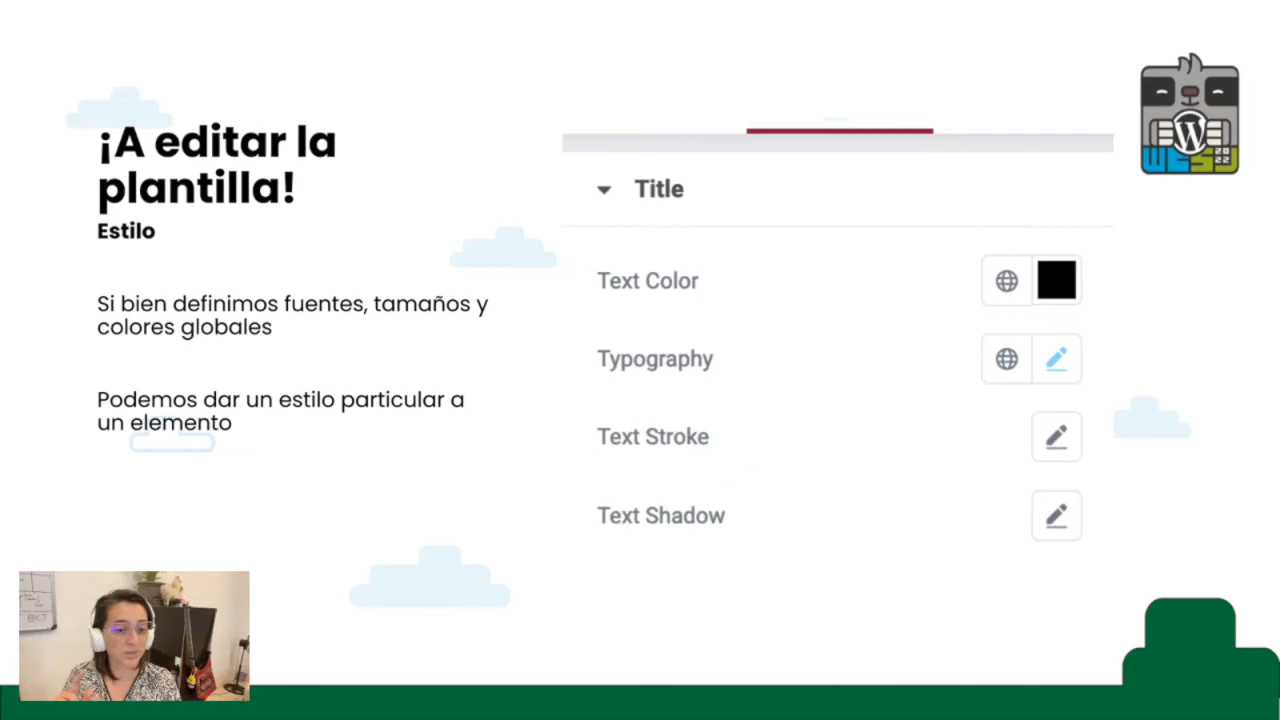 ¡A editar la
plantilla!
Estilo
Si bien definimos fuentes, tamaños y
colores globales
Podemos dar un estilo particular a
un elemento
Title
Text Color
Typography
Text Stroke
Text Shadow
W